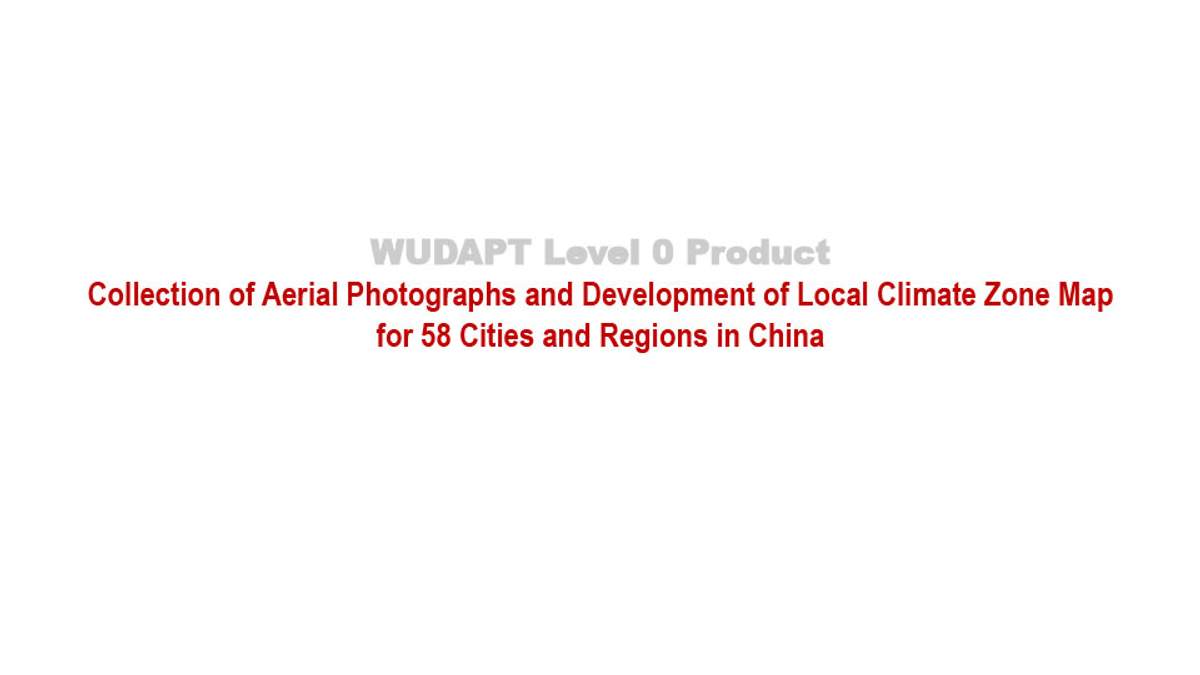 WUDAPT Level 0 Product
Collection of Aerial Photographs and Development of Local Climate Zone Map
for 58 Cities and Regions in China